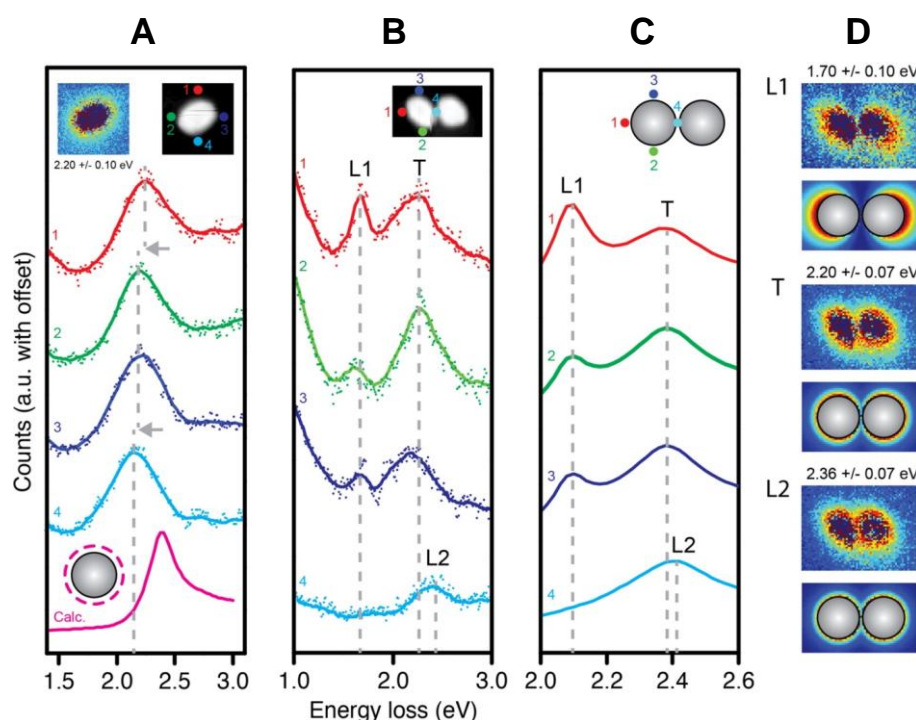 A B C D
Counts (a.u. with offset)
1 2 3 4
2.20 +/- 0.10 eV
1
2
3
4
Calc.
1.5 2.0 2.5 3.0
1 2 3 4
L1 T
1
2
3
L2
4
1.0 2.0 3.0
Energy loss (eV)
3
1 4
2
L1
T
1
2
3
L2
4
2.0 2.2 2.4 2.6
L1
1.70 +/- 0.10 eV
T
2.20 +/- 0.07 eV
L2
2.36 +/- 0.07 eV